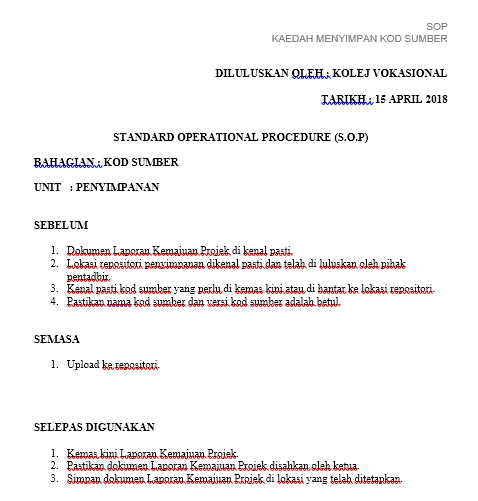 SOP
KAEDAH MENYIMPAN KOD SUMBER
DILULUSKAN OLEH : KOLEJ VOKASIONAL
TARIKH : 15 APRIL 2018
STANDARD OPERATIONAL PROCEDURE (S.O.P)
BAHAGIAN : KOD SUMBER
UNIT : PENYIMPANAN
SEBELUM
1. Dokumen Laporan Kemajuan Projek di kenal pasti.
2. Lokasi repositori penyimpanan dikenal pasti dan telah di luluskan oleh pihak
pentadbir.
3. Kenal pasti kod sumber yang perlu di kemas kini atau di hantar ke lokasi repositori.
4. Pastikan nama kod sumber dan versi kod sumber adalah betul.
SEMASA
1. Upload ke repositori.
SELEPAS DIGUNAKAN
1. Kemas kini Laporan Kemajuan Projek.
2. Pastikan dokumen Laporan Kemajuan Projek disahkan oleh ketua.
3. Simpan dokumen Laporan Kemajuan Projek di lokasi yang telah ditetapkan.